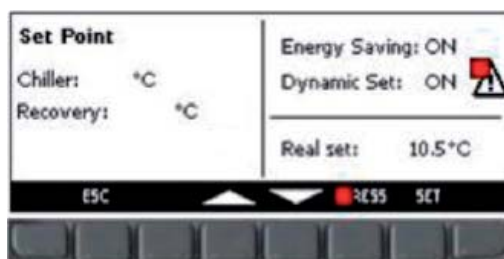 Set Point
Chiller: °C
Recovery: °C
Energy Saving: ON
Dynamic Set: ON
Real set: 10.5°C
ESC SET